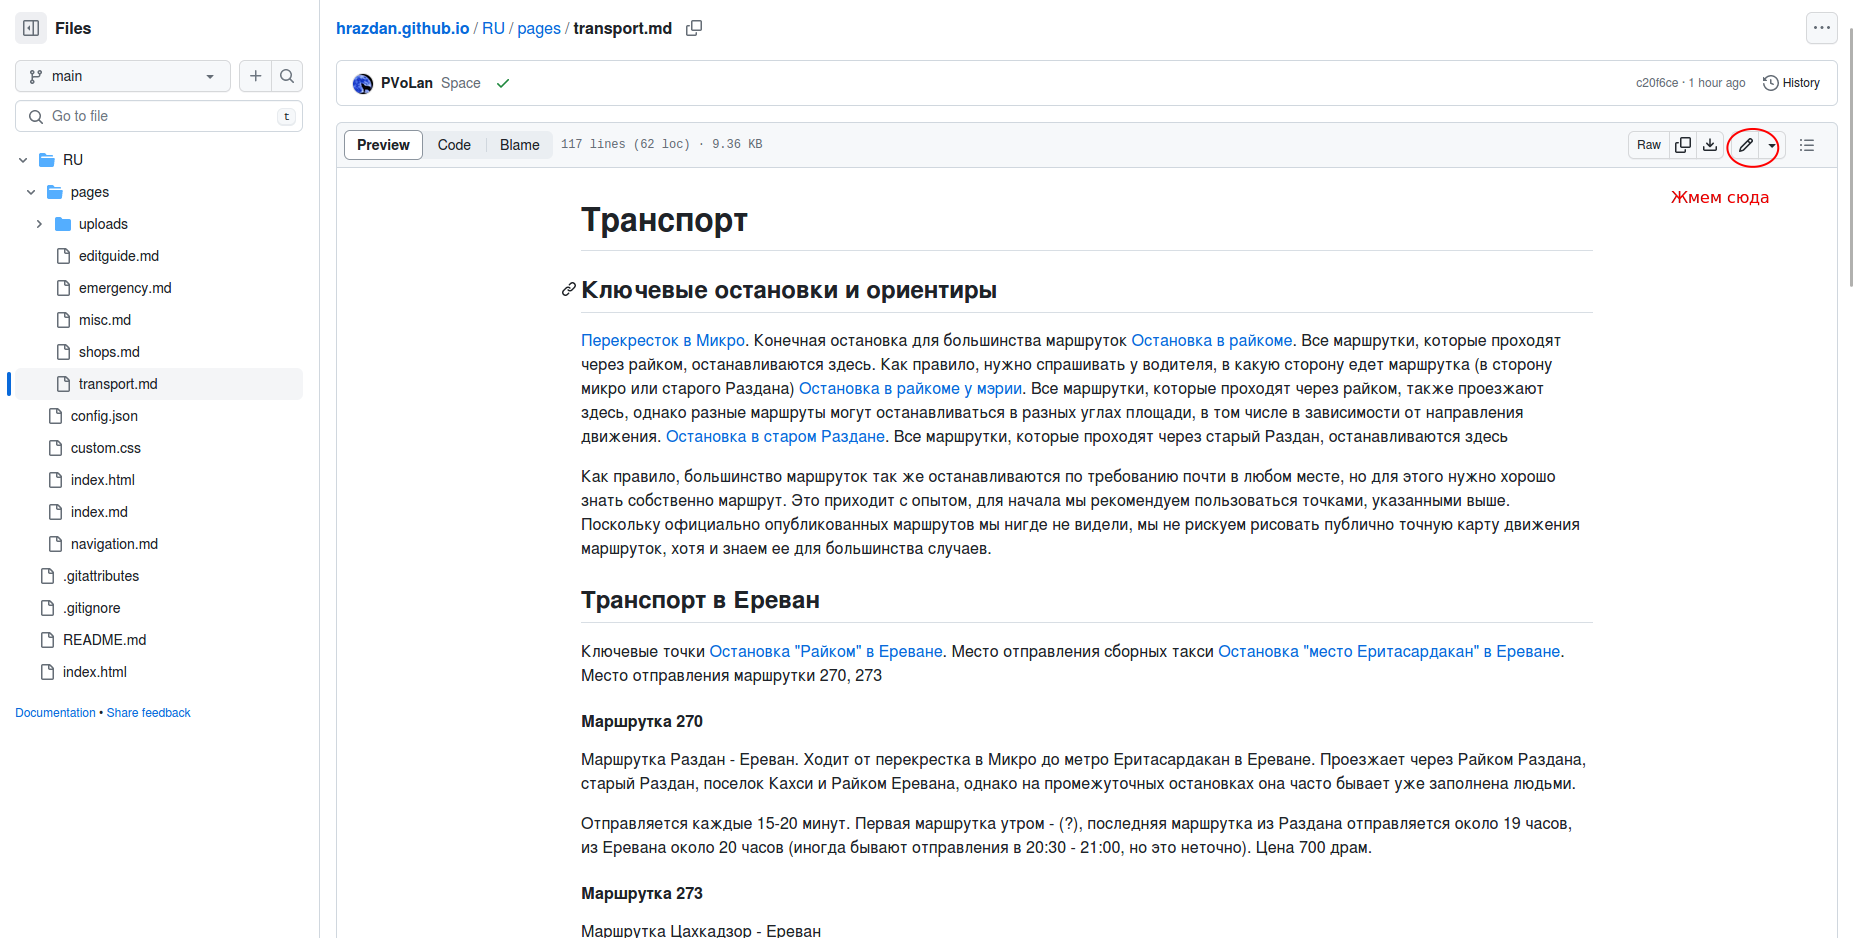 Files
main
Go to file
t
RU
pages
uploads
editguide.md
emergency.md
misc.md
shops.md
transport.md
config.json
custom.css
index.html
index.md
navigation.md
.gitattributes
.gitignore
README.md
index.html
Documentation • Share feedback
hrazdan.github.io / RU / pages / transport.md
PVoLan Space
c20f6ce · 1 hour ago
History
Preview
Code
Blame
117 lines (62 loc) · 9.36 KB
Raw
Жмем сюда
Транспорт
Ключевые остановки и ориентиры
Перекресток в Микро. Конечная остановка для большинства маршруток Остановка в райкоме. Все маршрутки, которые проходят
через райком, останавливаются здесь. Как правило, нужно спрашивать у водителя, в какую сторону едет маршрутка (в сторону
микро или старого Раздана) Остановка в райкоме у мэрии. Все маршрутки, которые проходят через райком, также проезжают
здесь, однако разные маршруты могут останавливаться в разных углах площади, в том числе в зависимости от направления
движения. Остановка в старом Раздане. Все маршрутки, которые проходят через старый Раздан, останавливаются здесь
Как правило, большинство маршруток так же останавливаются по требованию почти в любом месте, но для этого нужно хорошо
знать собственно маршрут. Это приходит с опытом, для начала мы рекомендуем пользоваться точками, указанными выше.
Поскольку официально опубликованных маршрутов мы нигде не видели, мы не рискуем рисовать публично точную карту движения
маршруток, хотя и знаем ее для большинства случаев.
Транспорт в Ереван
Ключевые точки Остановка "Райком" в Ереване. Место отправления сборных такси Остановка "место Еритасардакан" в Ереване.
Место отправления маршрутки 270, 273
Маршрутка 270
Маршрутка Раздан - Ереван. Ходит от перекрестка в Микро до метро Еритасардакан в Ереване. Проезжает через Райком Раздана,
старый Раздан, поселок Кахси и Райком Еревана, однако на промежуточных остановках она часто бывает уже заполнена людьми.
Отправляется каждые 15-20 минут. Первая маршрутка утром - (?), последняя маршрутка из Раздана отправляется около 19 часов,
из Еревана около 20 часов (иногда бывают отправления в 20:30 - 21:00, но это неточно). Цена 700 драм.
Маршрутка 273
Маршрутка Цахкадзор - Ереван